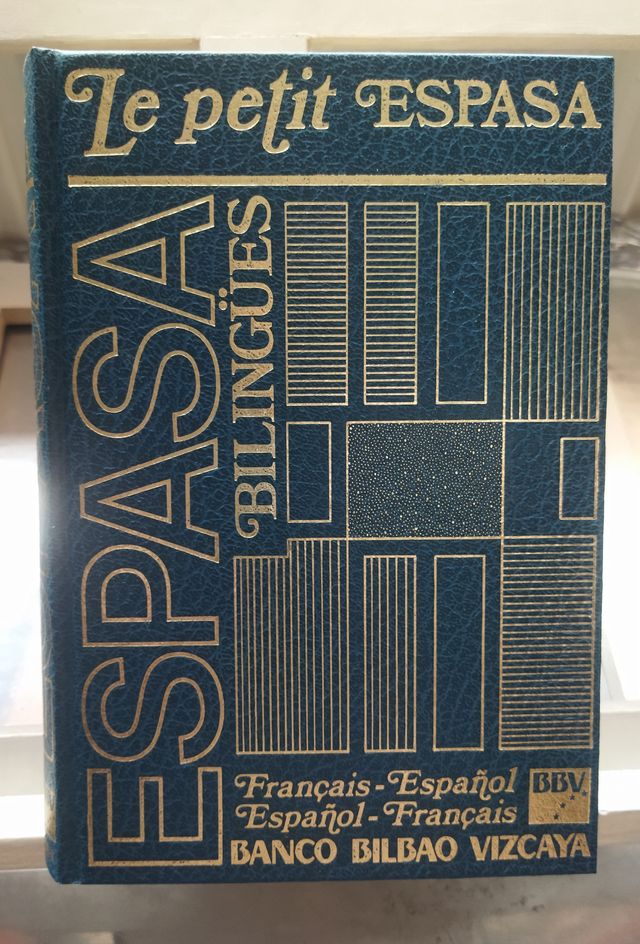 Le petit ESPASA
ESPASA
BILINGÜES
Français-Español
Español-Français
BBV
BANCO BILBAO VIZCAYA